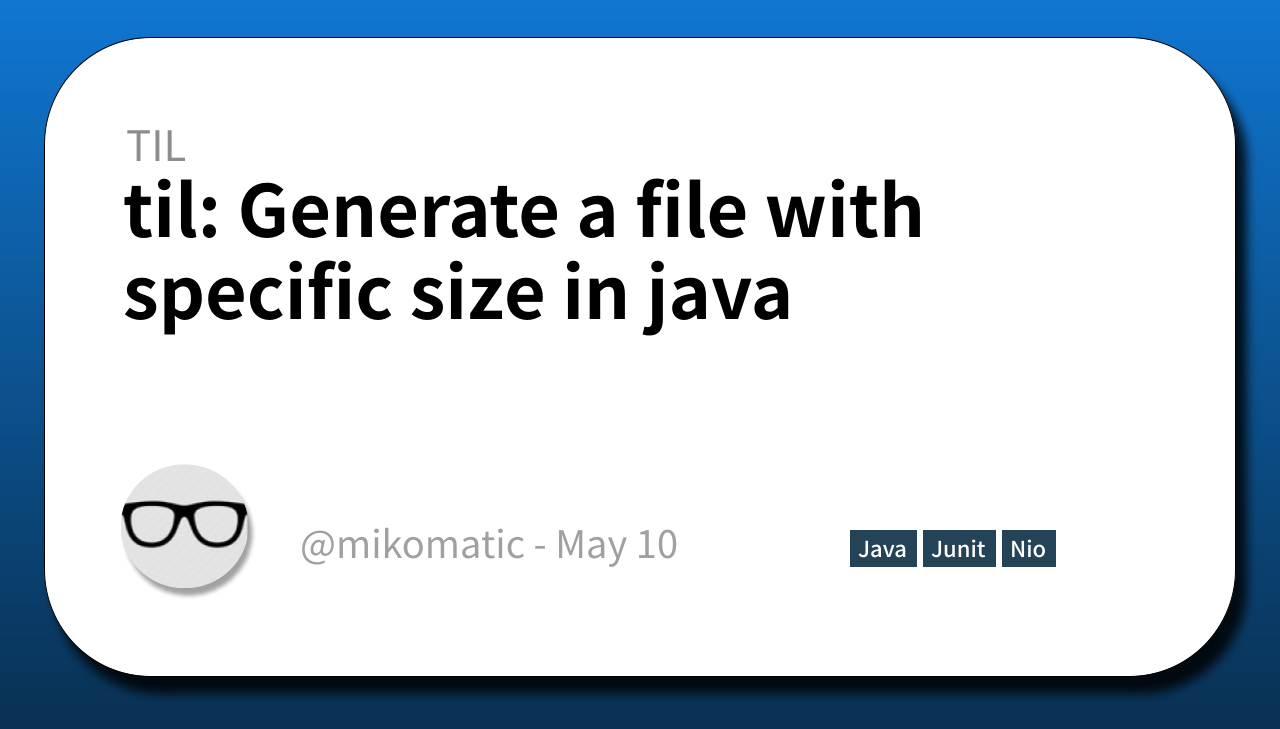 TIL
til: Generate a file with
specific size in java
@mikomatic - May 10
Java Junit Nio